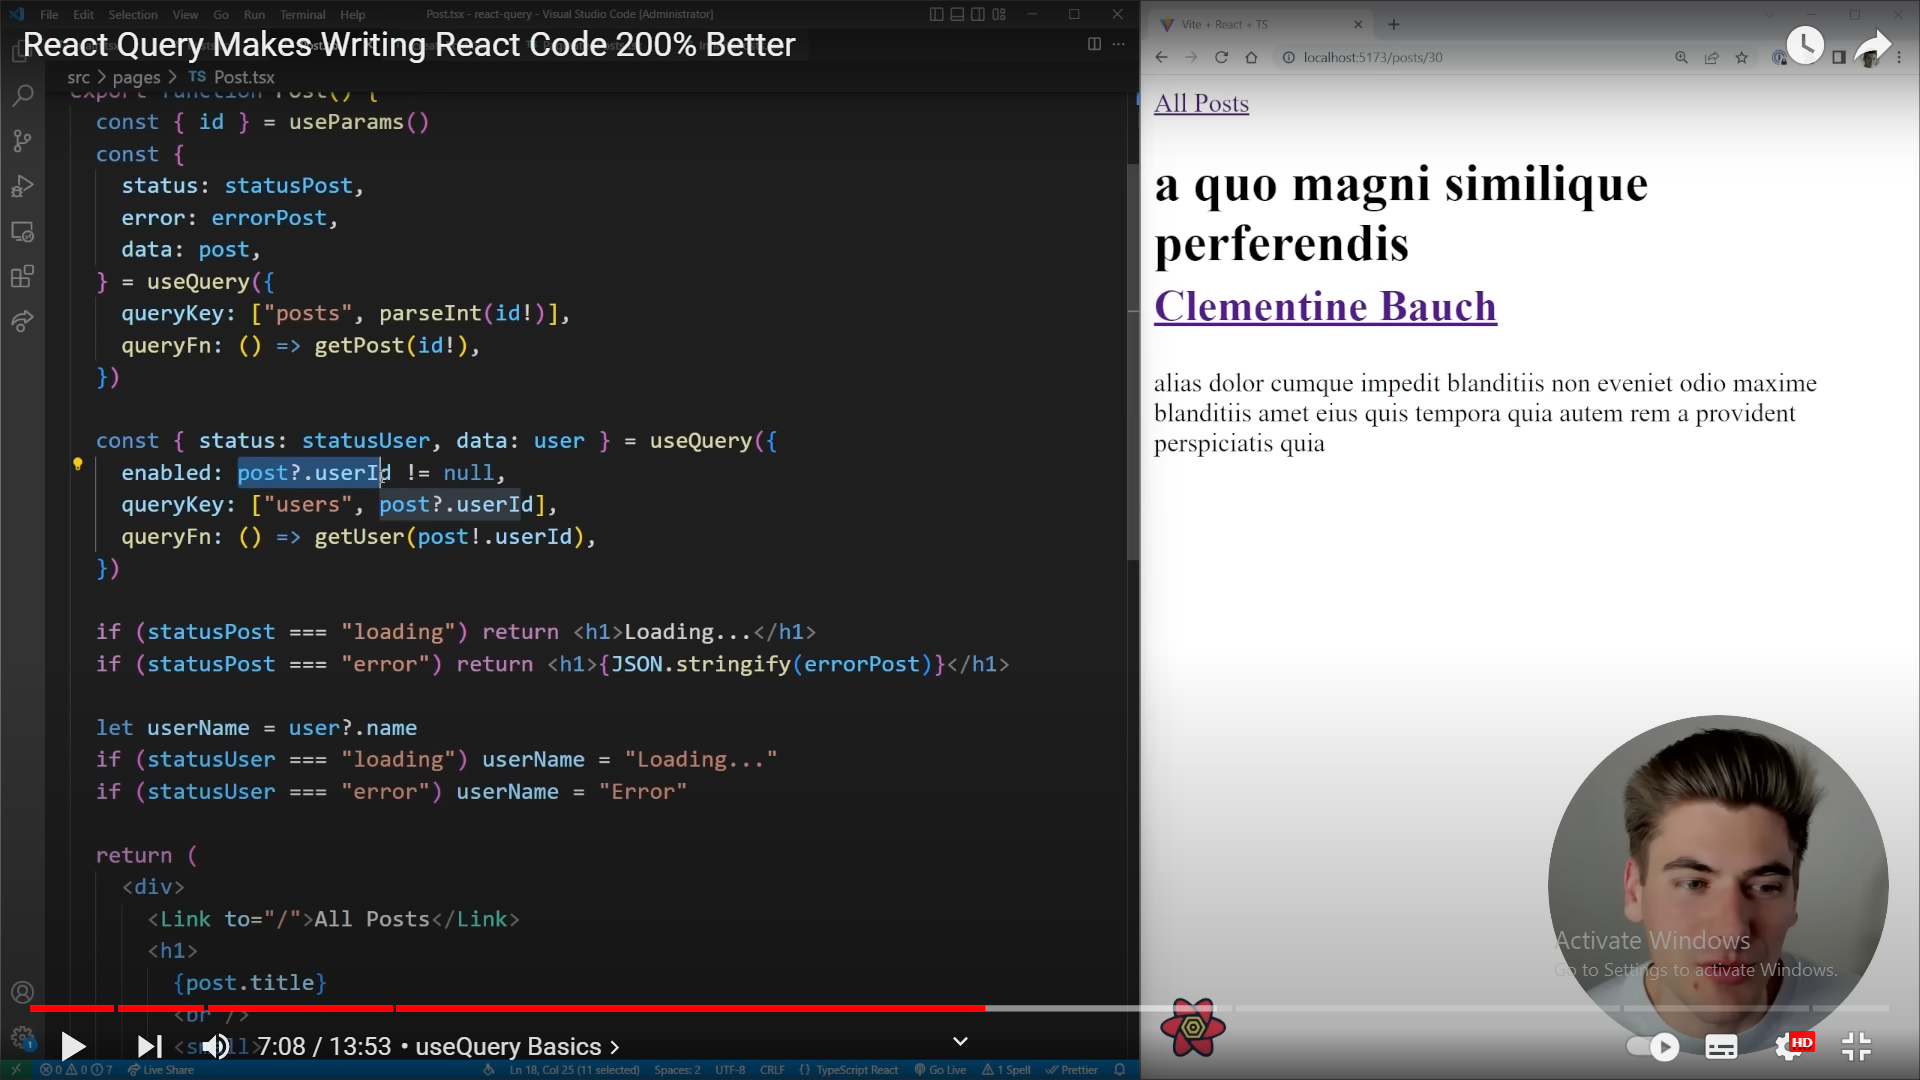 File Edit Selection View Go Run Terminal Help
Post.tsx - react-query - Visual Studio Code [Administrator]
React Query Makes Writing React Code 200% Better
src > pages > TS Post.tsx
export function Post() {
const { id } = useParams()
const {
status: statusPost,
error: errorPost,
data: post,
} = useQuery({
queryKey: ["posts", parseInt(id!)],
queryFn: () => getPost(id!),
})
const { status: statusUser, data: user } = useQuery({
enabled: post?.userId != null,
queryKey: ["users", post?.userId],
queryFn: () => getUser(post!.userId),
})
if (statusPost === "loading") return <h1>Loading...</h1>
if (statusPost === "error") return <h1>{JSON.stringify(errorPost)}</h1>
let userName = user?.name
if (statusUser === "loading") userName = "Loading..."
if (statusUser === "error") userName = "Error"
return (
<div>
<Link to="/">All Posts</Link>
<h1>
{post.title}
<br />
<small>
7:08 / 13:53 • useQuery Basics >
0 0 7 Live Share
Ln 18, Col 25 (11 selected) Spaces: 2 UTF-8 CRLF {} TypeScript React Go Live 1 Spell Prettier
Vite + React + TS
localhost:5173/posts/30
All Posts
a quo magni similique
perferendis
Clementine Bauch
alias dolor cumque impedit blanditiis non eveniet odio maxime
blanditiis amet eius quis tempora quia autem rem a provident
perspiciatis quia
Activate Windows
Go to Settings to activate Windows.
HD